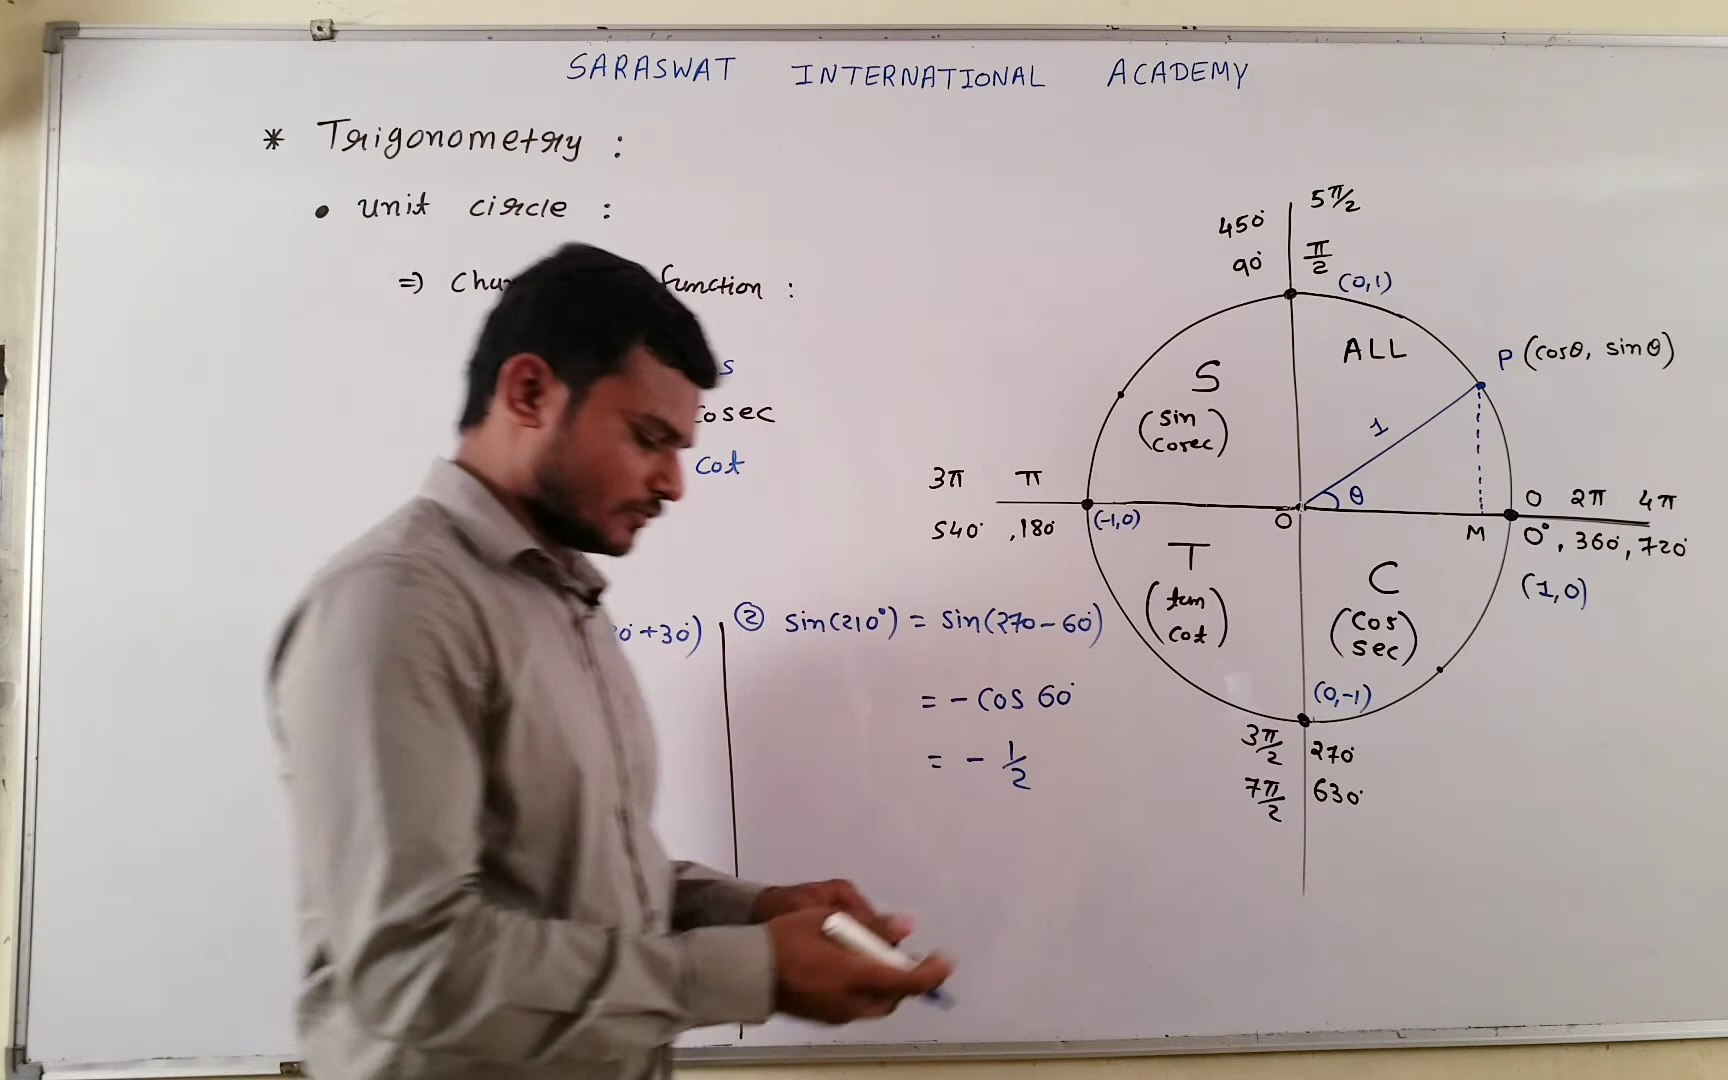 SARASWAT INTERNATIONAL ACADEMY
* Trigonometry :
• unit circle :
⇒ function :
s
cosec
cot
0° + 30°)
② sin(210°) = sin(270 - 60°)
= - cos 60°
= - 1/2
450° 5π/2
90° π/2
(0,1)
ALL
P (cosθ, sinθ)
S
(sin
cosec)
1
θ
3π π
540°, 180°
(-1,0)
O
M
0 2π 4π
0°, 360°, 720°
(1,0)
T
(tan
cot)
C
(cos
sec)
(0,-1)
3π/2 270°
7π/2 630°